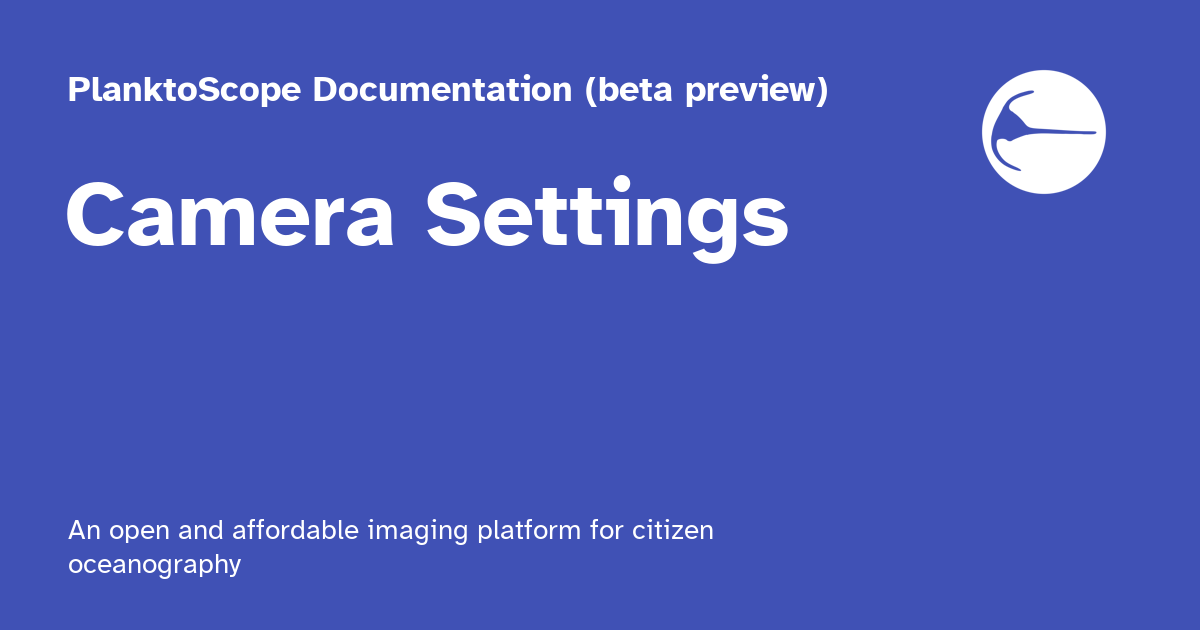 PlanktoScope Documentation (beta preview)
Camera Settings
An open and affordable imaging platform for citizen
oceanography